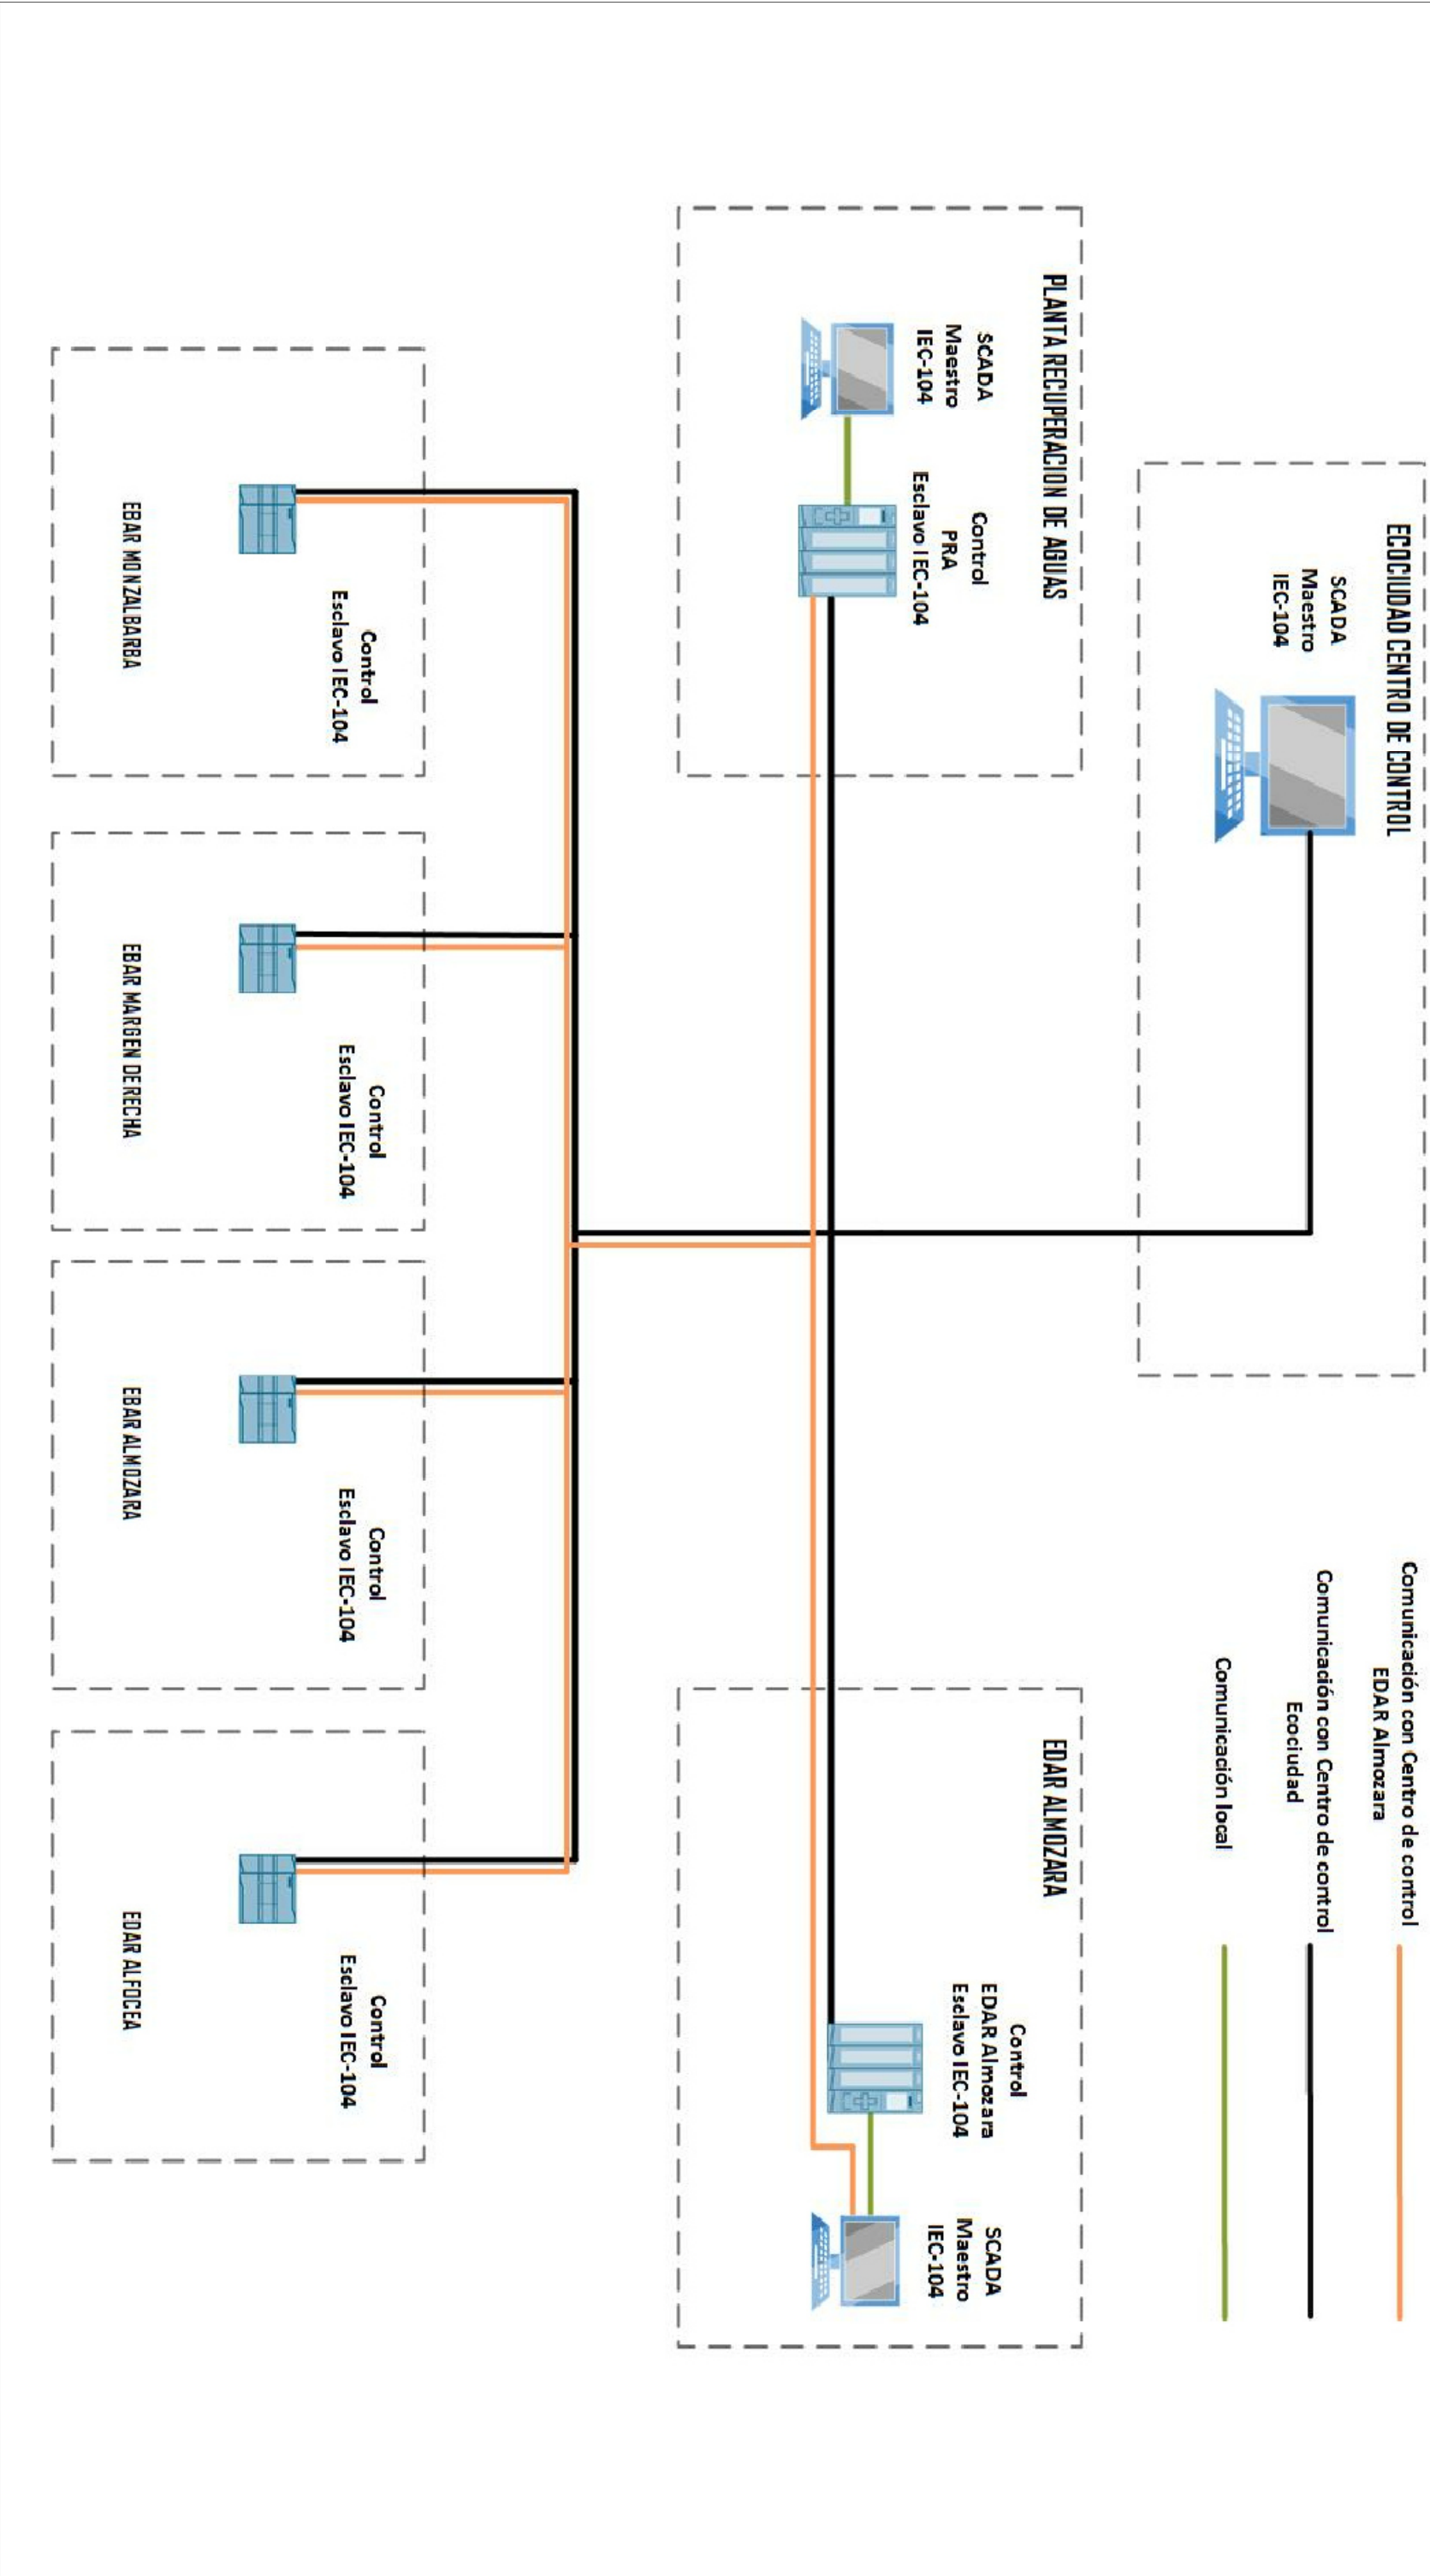 ECOCIUDAD CENTRO DE CONTROL
SCADA
Maestro
IEC-104
Comunicación con Centro de control
EDAR Almozara
Comunicación con Centro de control
Ecociudad
Comunicación local
PLANTA RECUPERACION DE AGUAS
SCADA
Maestro
IEC-104
Control
PRA
Esclavo IEC-104
EDAR ALMOZARA
Control
EDAR Almozara
Esclavo IEC-104
SCADA
Maestro
IEC-104
Control
Esclavo IEC-104
EBAR MONZALBARBA
Control
Esclavo IEC-104
EBAR MARGEN DERECHA
Control
Esclavo IEC-104
EBAR ALMOZARA
Control
Esclavo IEC-104
EDAR ALFOCEA